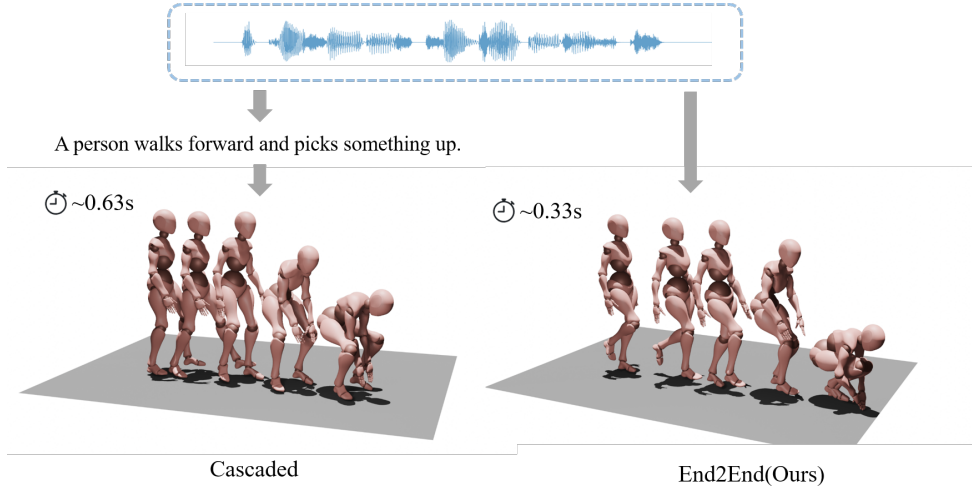 A person walks forward and picks something up.
~0.63s
~0.33s
Cascaded
End2End(Ours)